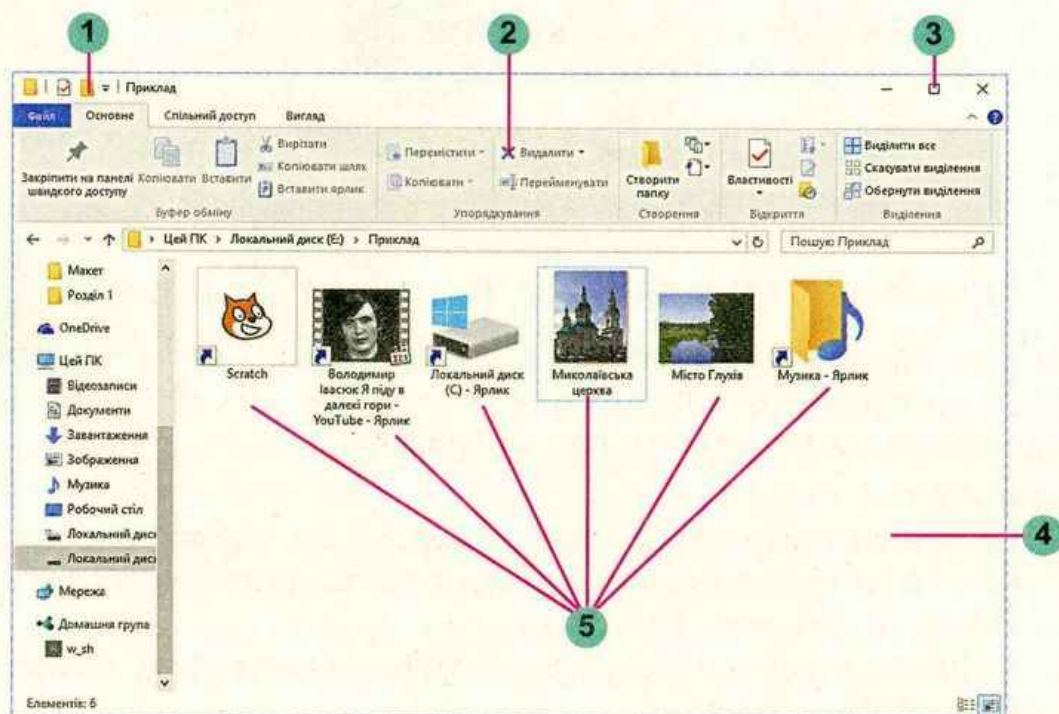 1
2
3
Приклад
Файл Основне Спільний доступ Вигляд
Закріпити на панелі швидкого доступу
Копіювати
Вставити
Вирізати
Копіювати шлях
Вставити ярлик
Буфер обміну
Перемістити
Копіювати
Видалити
Перейменувати
Упорядкування
Створити
папку
Створення
Властивості
Відкриття
Виділити все
Скасувати виділення
Обернути виділення
Виділення
Цей ПК > Локальний диск (E:) > Приклад
Пошук: Приклад
Макет
Розділ 1
OneDrive
Цей ПК
Відеозаписи
Документи
Завантаження
Зображення
Музика
Робочий стіл
Локальний диск
Локальний диск
Мережа
Домашня група
w_sh
Scratch
Володимир
Івасюк Я піду в
далекі гори -
YouTube - Ярлик
Локальний диск
(C) - Ярлик
Миколаївська
церква
Місто Глухів
Музика - Ярлик
4
5
Елементів: 6